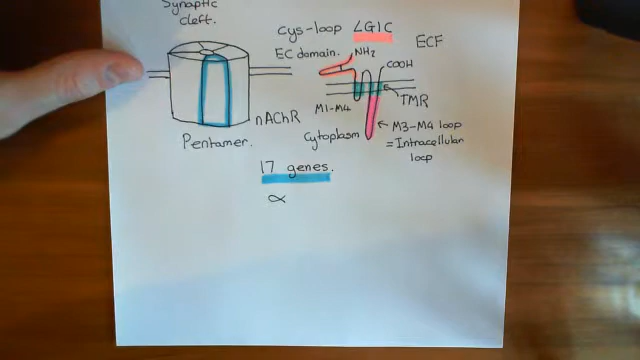 Synaptic
cleft.
cys-loop LGIC
ECF
EC domain.
NH2
COOH
M1-M4
TMR
nAChR
Cytoplasm
M3-M4 loop
= Intracellular
loop
Pentamer.
17 genes.
α